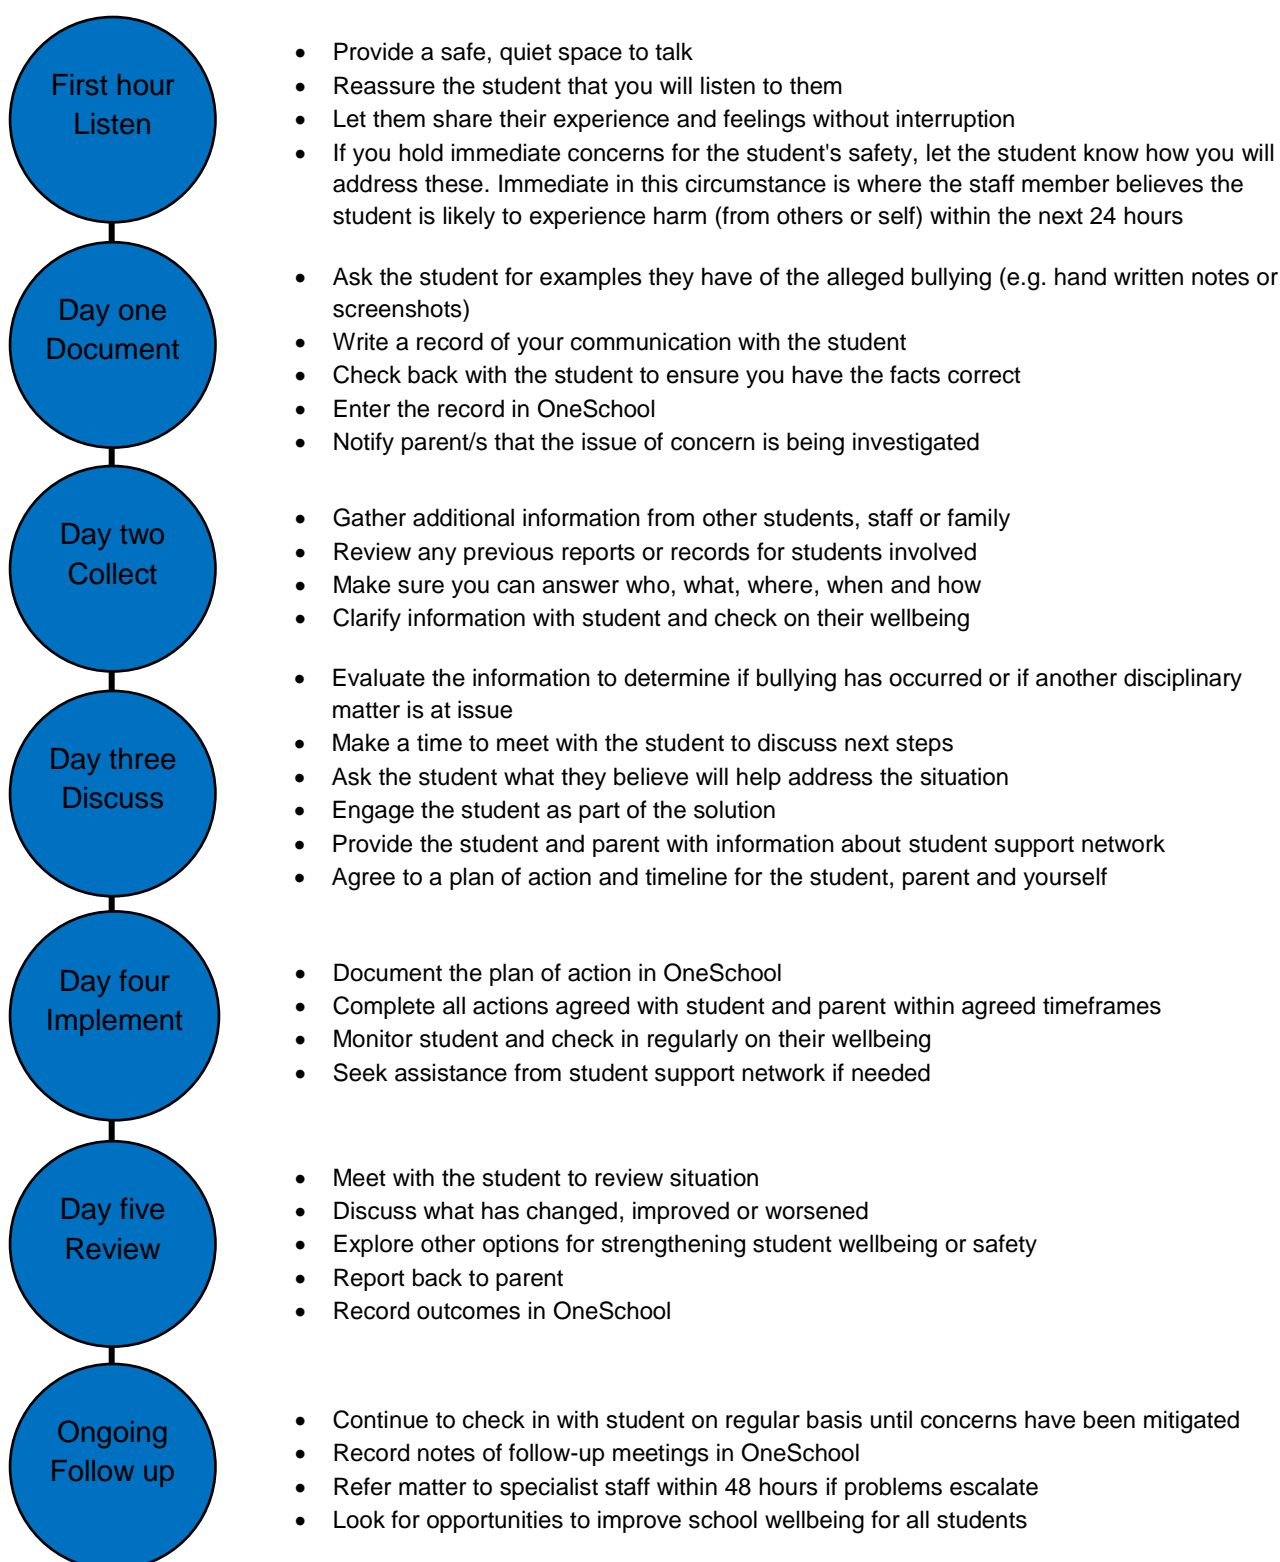 First hour
Listen
• Provide a safe, quiet space to talk
• Reassure the student that you will listen to them
• Let them share their experience and feelings without interruption
• If you hold immediate concerns for the student's safety, let the student know how you will
address these. Immediate in this circumstance is where the staff member believes the
student is likely to experience harm (from others or self) within the next 24 hours
Day one
Document
• Ask the student for examples they have of the alleged bullying (e.g. hand written notes or
screenshots)
• Write a record of your communication with the student
• Check back with the student to ensure you have the facts correct
• Enter the record in OneSchool
• Notify parent/s that the issue of concern is being investigated
Day two
Collect
• Gather additional information from other students, staff or family
• Review any previous reports or records for students involved
• Make sure you can answer who, what, where, when and how
• Clarify information with student and check on their wellbeing
Day three
Discuss
• Evaluate the information to determine if bullying has occurred or if another disciplinary
matter is at issue
• Make a time to meet with the student to discuss next steps
• Ask the student what they believe will help address the situation
• Engage the student as part of the solution
• Provide the student and parent with information about student support network
• Agree to a plan of action and timeline for the student, parent and yourself
Day four
Implement
• Document the plan of action in OneSchool
• Complete all actions agreed with student and parent within agreed timeframes
• Monitor student and check in regularly on their wellbeing
• Seek assistance from student support network if needed
Day five
Review
• Meet with the student to review situation
• Discuss what has changed, improved or worsened
• Explore other options for strengthening student wellbeing or safety
• Report back to parent
• Record outcomes in OneSchool
Ongoing
Follow up
• Continue to check in with student on regular basis until concerns have been mitigated
• Record notes of follow-up meetings in OneSchool
• Refer matter to specialist staff within 48 hours if problems escalate
• Look for opportunities to improve school wellbeing for all students